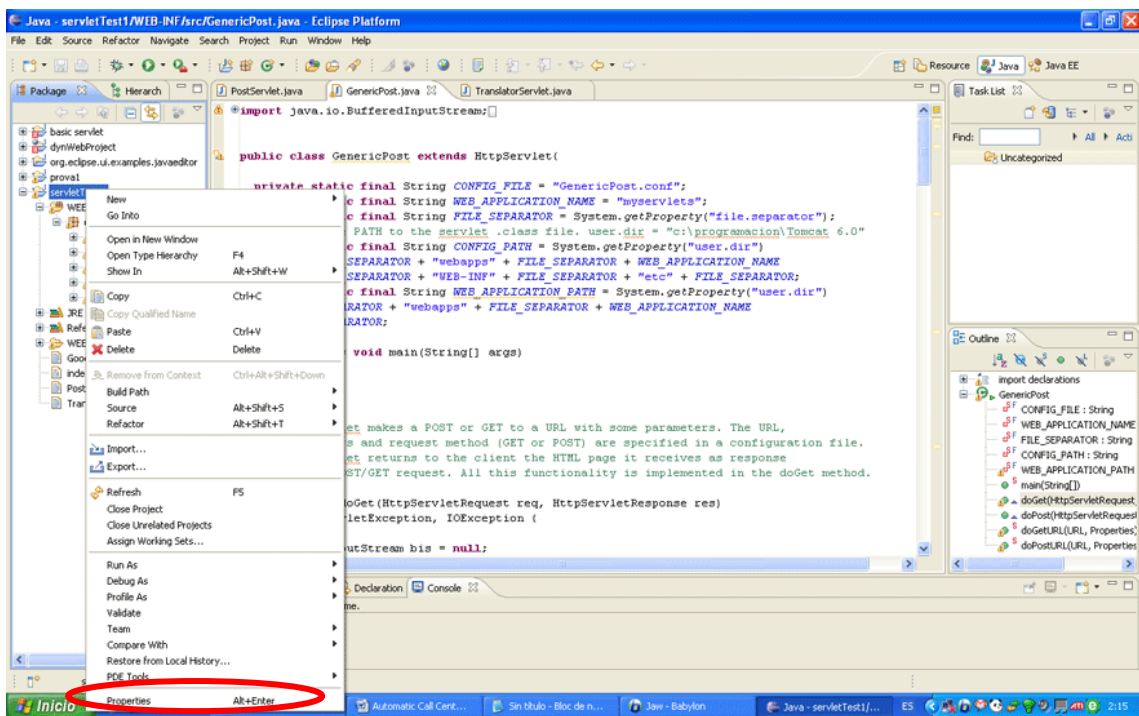 Java - servletTest1/WEB-INF/src/GenericPost.java - Eclipse Platform
File Edit Source Refactor Navigate Search Project Run Window Help
Resource Java Java EE
Package Hierarch
PostServlet.java GenericPost.java TranslatorServlet.java
Task List
basic servlet
dynWebProject
org.eclipse.ui.examples.javaeditor
prova1
servletT
WEE
JRE
Refe
WEE
Goo
inde
Post
Tran
New
Go Into
Open in New Window
Open Type Hierarchy F4
Show In Alt+Shift+W
Copy Ctrl+C
Copy Qualified Name
Paste Ctrl+V
Delete Delete
Remove from Context Ctrl+Alt+Shift+Down
Build Path
Source Alt+Shift+S
Refactor Alt+Shift+T
Import...
Export...
Refresh F5
Close Project
Close Unrelated Projects
Assign Working Sets...
Run As
Debug As
Profile As
Validate
Team
Compare With
Restore from Local History...
PDE Tools
Properties Alt+Enter
import java.io.BufferedInputStream;
public class GenericPost extends HttpServlet{
private static final String CONFIG_FILE = "GenericPost.conf";
c final String WEB_APPLICATION_NAME = "myservlets";
c final String FILE_SEPARATOR = System.getProperty("file.separator");
PATH to the servlet .class file. user.dir = "c:\programacion\Tomcat 6.0"
c final String CONFIG_PATH = System.getProperty("user.dir")
SEPARATOR + "webapps" + FILE_SEPARATOR + WEB_APPLICATION_NAME
SEPARATOR + "WEB-INF" + FILE_SEPARATOR + "etc" + FILE_SEPARATOR;
c final String WEB_APPLICATION_PATH = System.getProperty("user.dir")
RATOR + "webapps" + FILE_SEPARATOR + WEB_APPLICATION_NAME
RATOR;
void main(String[] args)
et makes a POST or GET to a URL with some parameters. The URL,
s and request method (GET or POST) are specified in a configuration file.
et returns to the client the HTML page it receives as response
ST/GET request. All this functionality is implemented in the doGet method.
doGet(HttpServletRequest req, HttpServletResponse res)
letException, IOException {
utStream bis = null;
Declaration Console
me.
Find: All Acti
Uncategorized
Outline
import declarations
GenericPost
CONFIG_FILE : String
WEB_APPLICATION_NAME
FILE_SEPARATOR : String
CONFIG_PATH : String
WEB_APPLICATION_PATH
main(String[])
doGet(HttpServletRequest
doPost(HttpServletRequest
doGetURL(URL, Properties)
doPostURL(URL, Properties
s
Inicio Automatic Call Cent... Sin título - Bloc de n... Jaw - Babylon Java - servletTest1/... ES 2:15